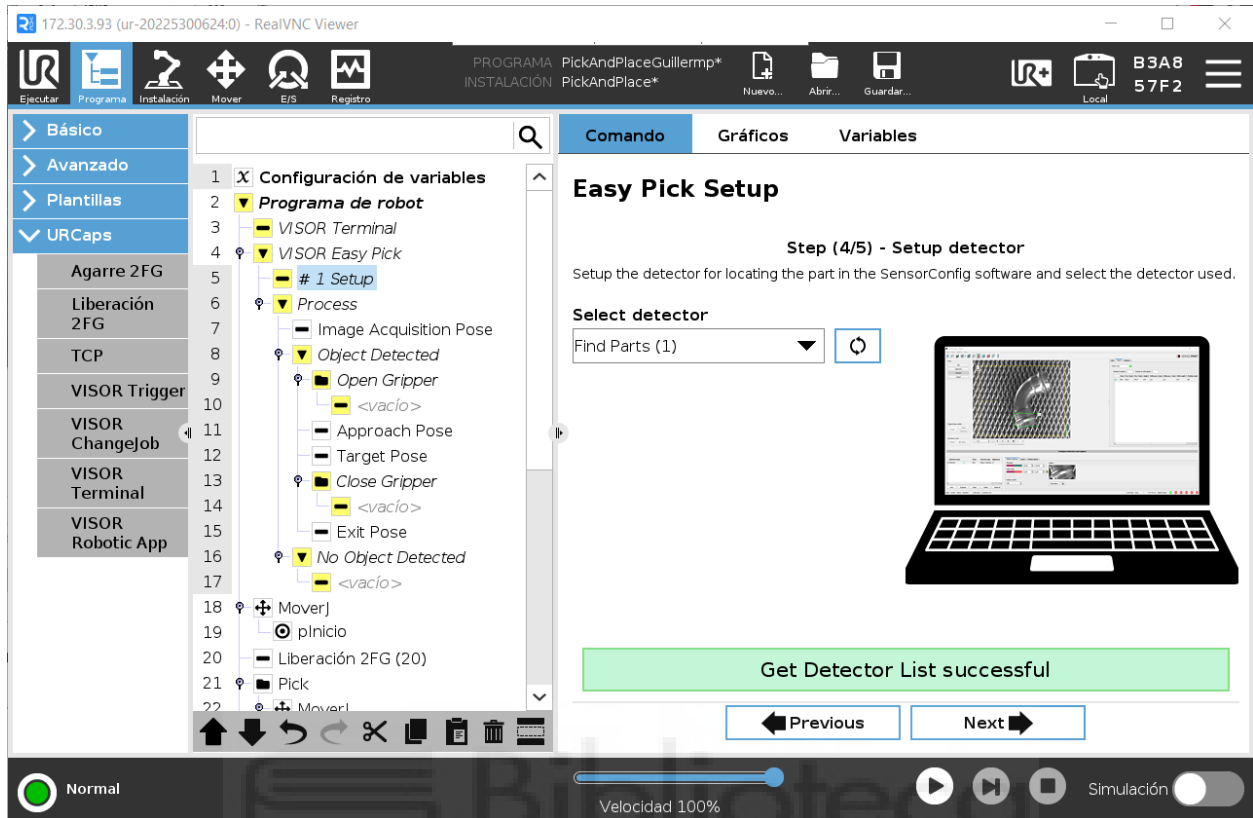 172.30.3.93 (ur-20225300624:0) - RealVNC Viewer
PROGRAMA PickAndPlaceGuillermp*
INSTALACIÓN PickAndPlace*
Ejecutar Programa Instalación Mover E/S Registro
Nuevo... Abrir... Guardar...
UR+
Local
B3A8
57F2
Básico
Avanzado
Plantillas
URCaps
Agarre 2FG
Liberación
2FG
TCP
VISOR Trigger
VISOR
ChangeJob
VISOR
Terminal
VISOR
Robotic App
1 X Configuración de variables
2 Programa de robot
3 VISOR Terminal
4 VISOR Easy Pick
5 # 1 Setup
6 Process
7 Image Acquisition Pose
8 Object Detected
9 Open Gripper
10 <vacío>
11 Approach Pose
12 Target Pose
13 Close Gripper
14 <vacío>
15 Exit Pose
16 No Object Detected
17 <vacío>
18 MoverJ
19 pInicio
20 Liberación 2FG (20)
21 Pick
22 MoverJ
Comando Gráficos Variables
Easy Pick Setup
Step (4/5) - Setup detector
Setup the detector for locating the part in the SensorConfig software and select the detector used.
Select detector
Find Parts (1)
Get Detector List successful
Previous Next
Normal
Velocidad 100%
Simulación